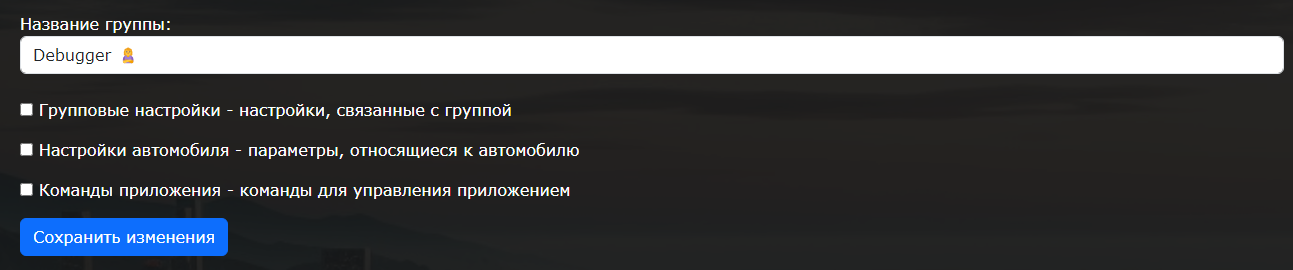 Название группы:
Debugger 🤱
Групповые настройки - настройки, связанные с группой
Настройки автомобиля - параметры, относящиеся к автомобилю
Команды приложения - команды для управления приложением
Сохранить изменения